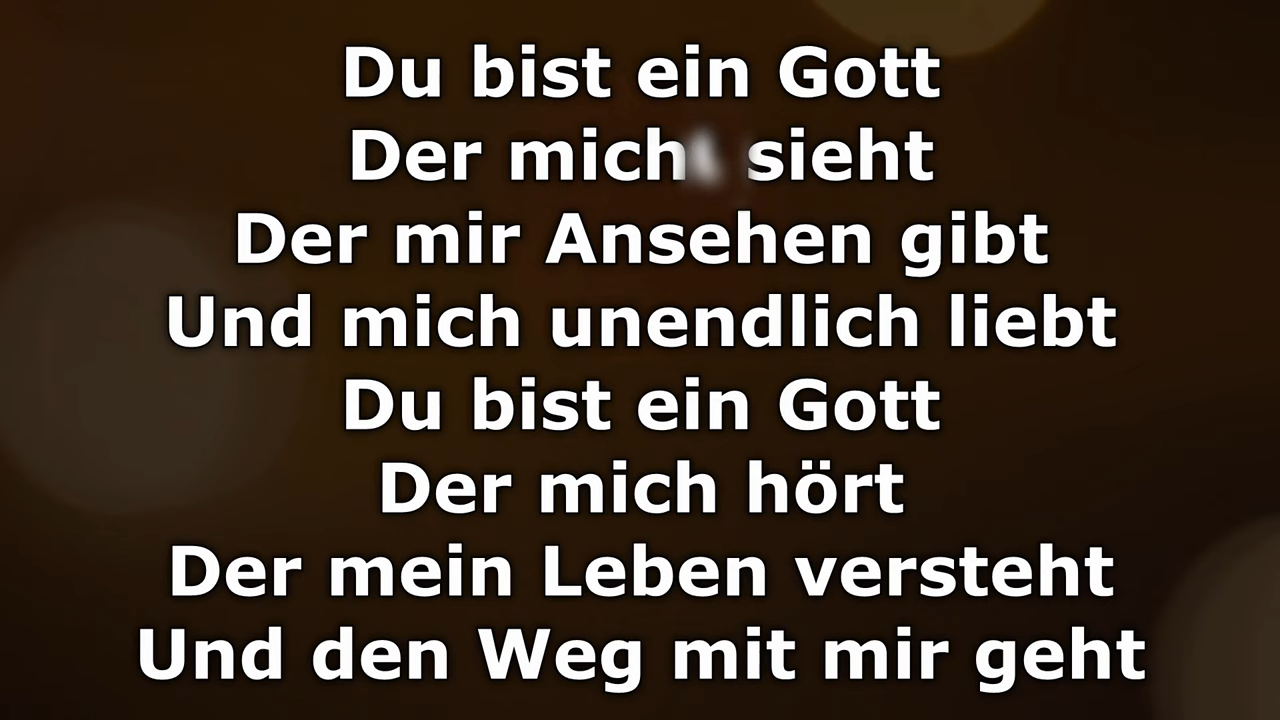 Du bist ein Gott
Der mich sieht
Der mir Ansehen gibt
Und mich unendlich liebt
Du bist ein Gott
Der mich hört
Der mein Leben versteht
Und den Weg mit mir geht